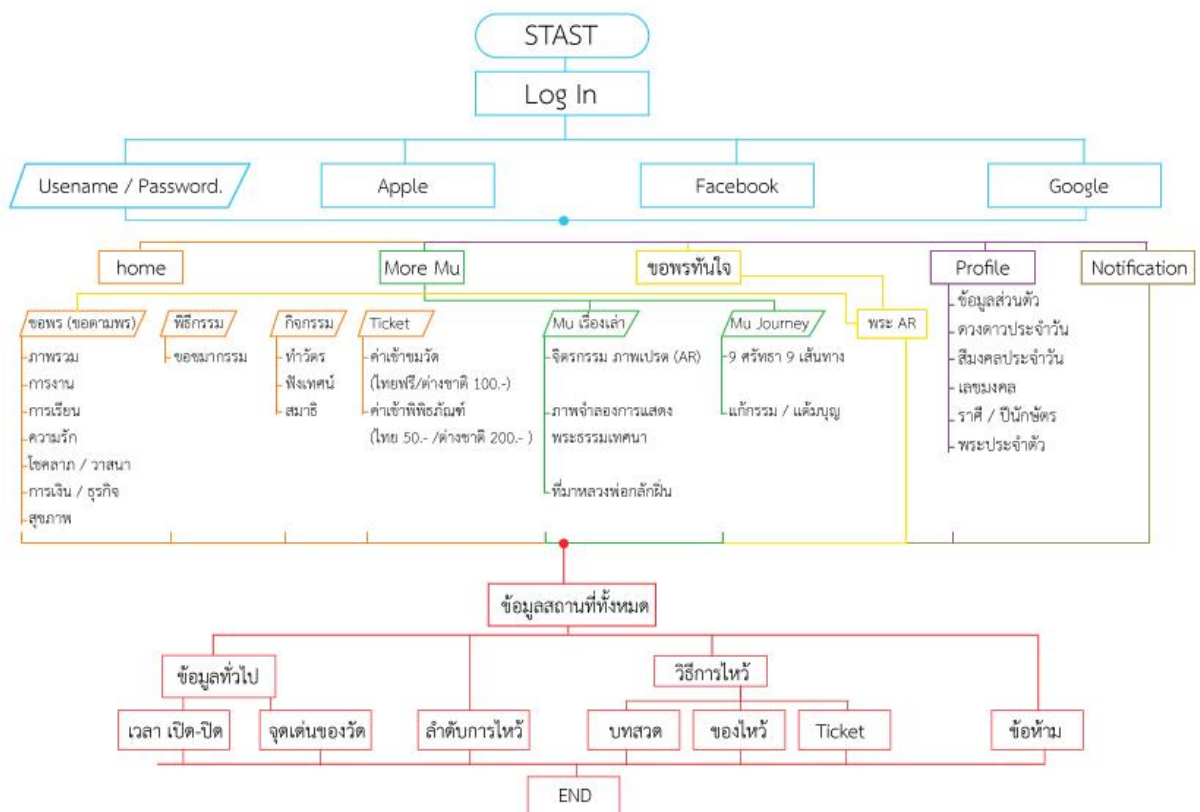 STAST
Log In
Usename / Password.
Apple
Facebook
Google
home
More Mu
ขอพรทันใจ
Profile
Notification
ขอพร (ขอตามพร)
ภาพรวม
การงาน
การเรียน
ความรัก
โชคลาภ / วาสนา
การเงิน / ธุรกิจ
สุขภาพ
พิธีกรรม
ขอขมากรรม
กิจกรรม
ทำวัตร
ฟังเทศน์
สมาธิ
Ticket
ค่าเข้าชมวัด
(ไทยฟรี/ต่างชาติ 100.-)
ค่าเข้าพิพิธภัณฑ์
(ไทย 50.- /ต่างชาติ 200.- )
Mu เรื่องเล่า
จิตรกรรม ภาพเปรต (AR)
ภาพจำลองการแสดง
พระธรรมเทศนา
ที่มาหลวงพ่อกลักฝิ่น
Mu Journey
9 ศรัทธา 9 เส้นทาง
แก้กรรม / แต้มบุญ
พระ AR
ข้อมูลส่วนตัว
ดวงดาวประจำวัน
สีมงคลประจำวัน
เลขมงคล
ราศี / ปีนักษัตร
พระประจำตัว
ข้อมูลสถานที่ทั้งหมด
ข้อมูลทั่วไป
วิธีการไหว้
เวลา เปิด-ปิด
จุดเด่นของวัด
ลำดับการไหว้
บทสวด
ของไหว้
Ticket
ข้อห้าม
END